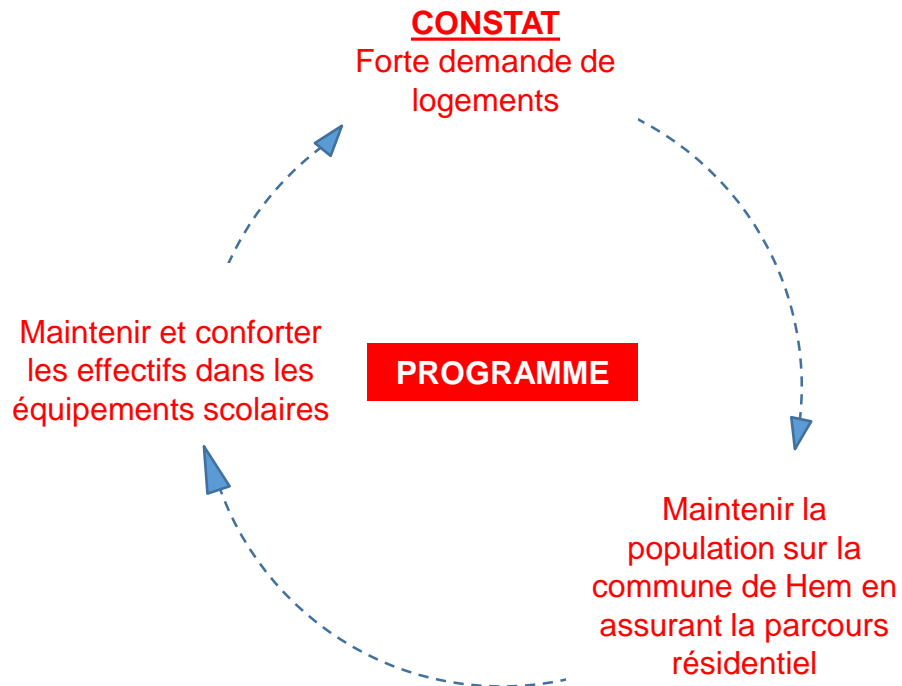 CONSTAT
Forte demande de
logements
Maintenir et conforter
les effectifs dans les
équipements scolaires
PROGRAMME
Maintenir la
population sur la
commune de Hem en
assurant la parcours
résidentiel